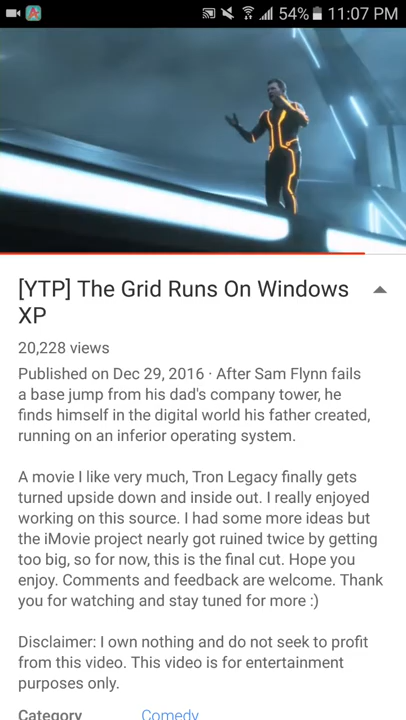 54% 11:07 PM
[YTP] The Grid Runs On Windows
XP
20,228 views
Published on Dec 29, 2016 · After Sam Flynn fails
a base jump from his dad's company tower, he
finds himself in the digital world his father created,
running on an inferior operating system.
A movie I like very much, Tron Legacy finally gets
turned upside down and inside out. I really enjoyed
working on this source. I had some more ideas but
the iMovie project nearly got ruined twice by getting
too big, so for now, this is the final cut. Hope you
enjoy. Comments and feedback are welcome. Thank
you for watching and stay tuned for more :)
Disclaimer: I own nothing and do not seek to profit
from this video. This video is for entertainment
purposes only.
Category Comedy